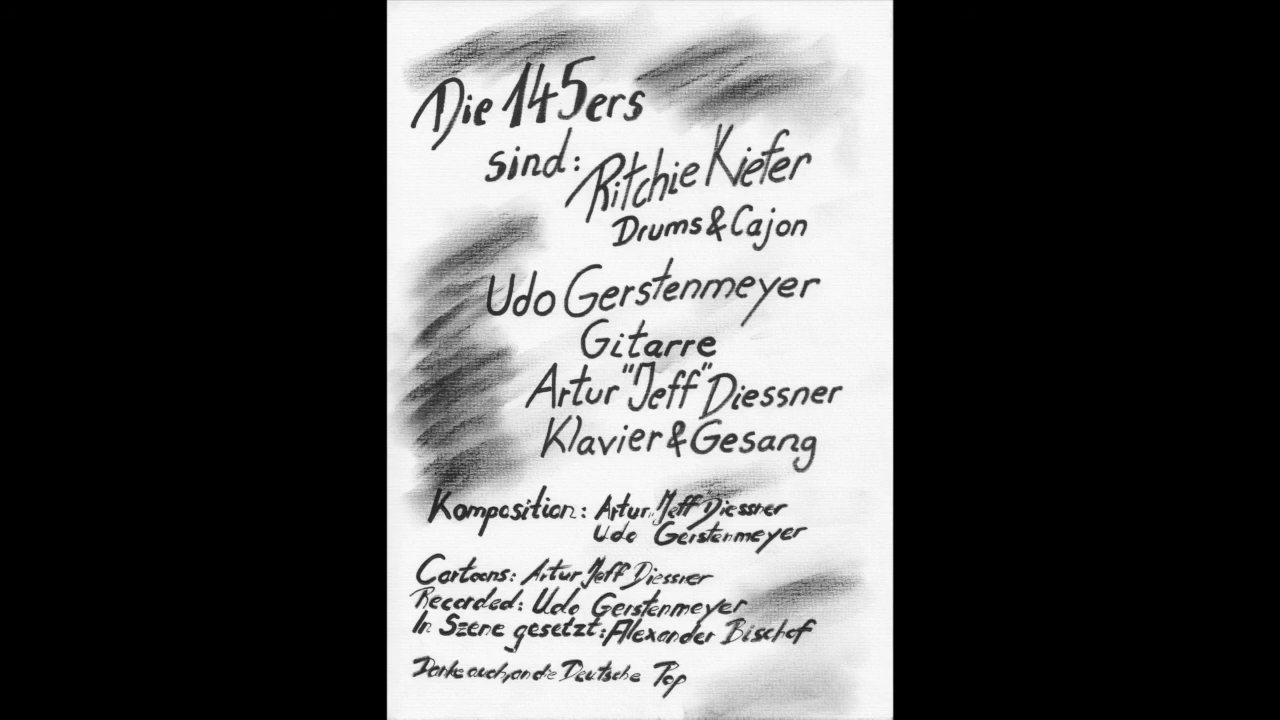 Die 145ers
sind: Ritchie Kiefer
Drums & Cajon
Udo Gerstenmeyer
Gitarre
Artur "Jeff" Diessner
Klavier & Gesang
Komposition: Artur "Jeff Diessner
Udo Gerstenmeyer
Cartoons: Artur Jeff Diessner
Recorded: Udo Gerstenmeyer
In Szene gesetzt: Alexander Bischof
Danke auch an die Deutsche Pop